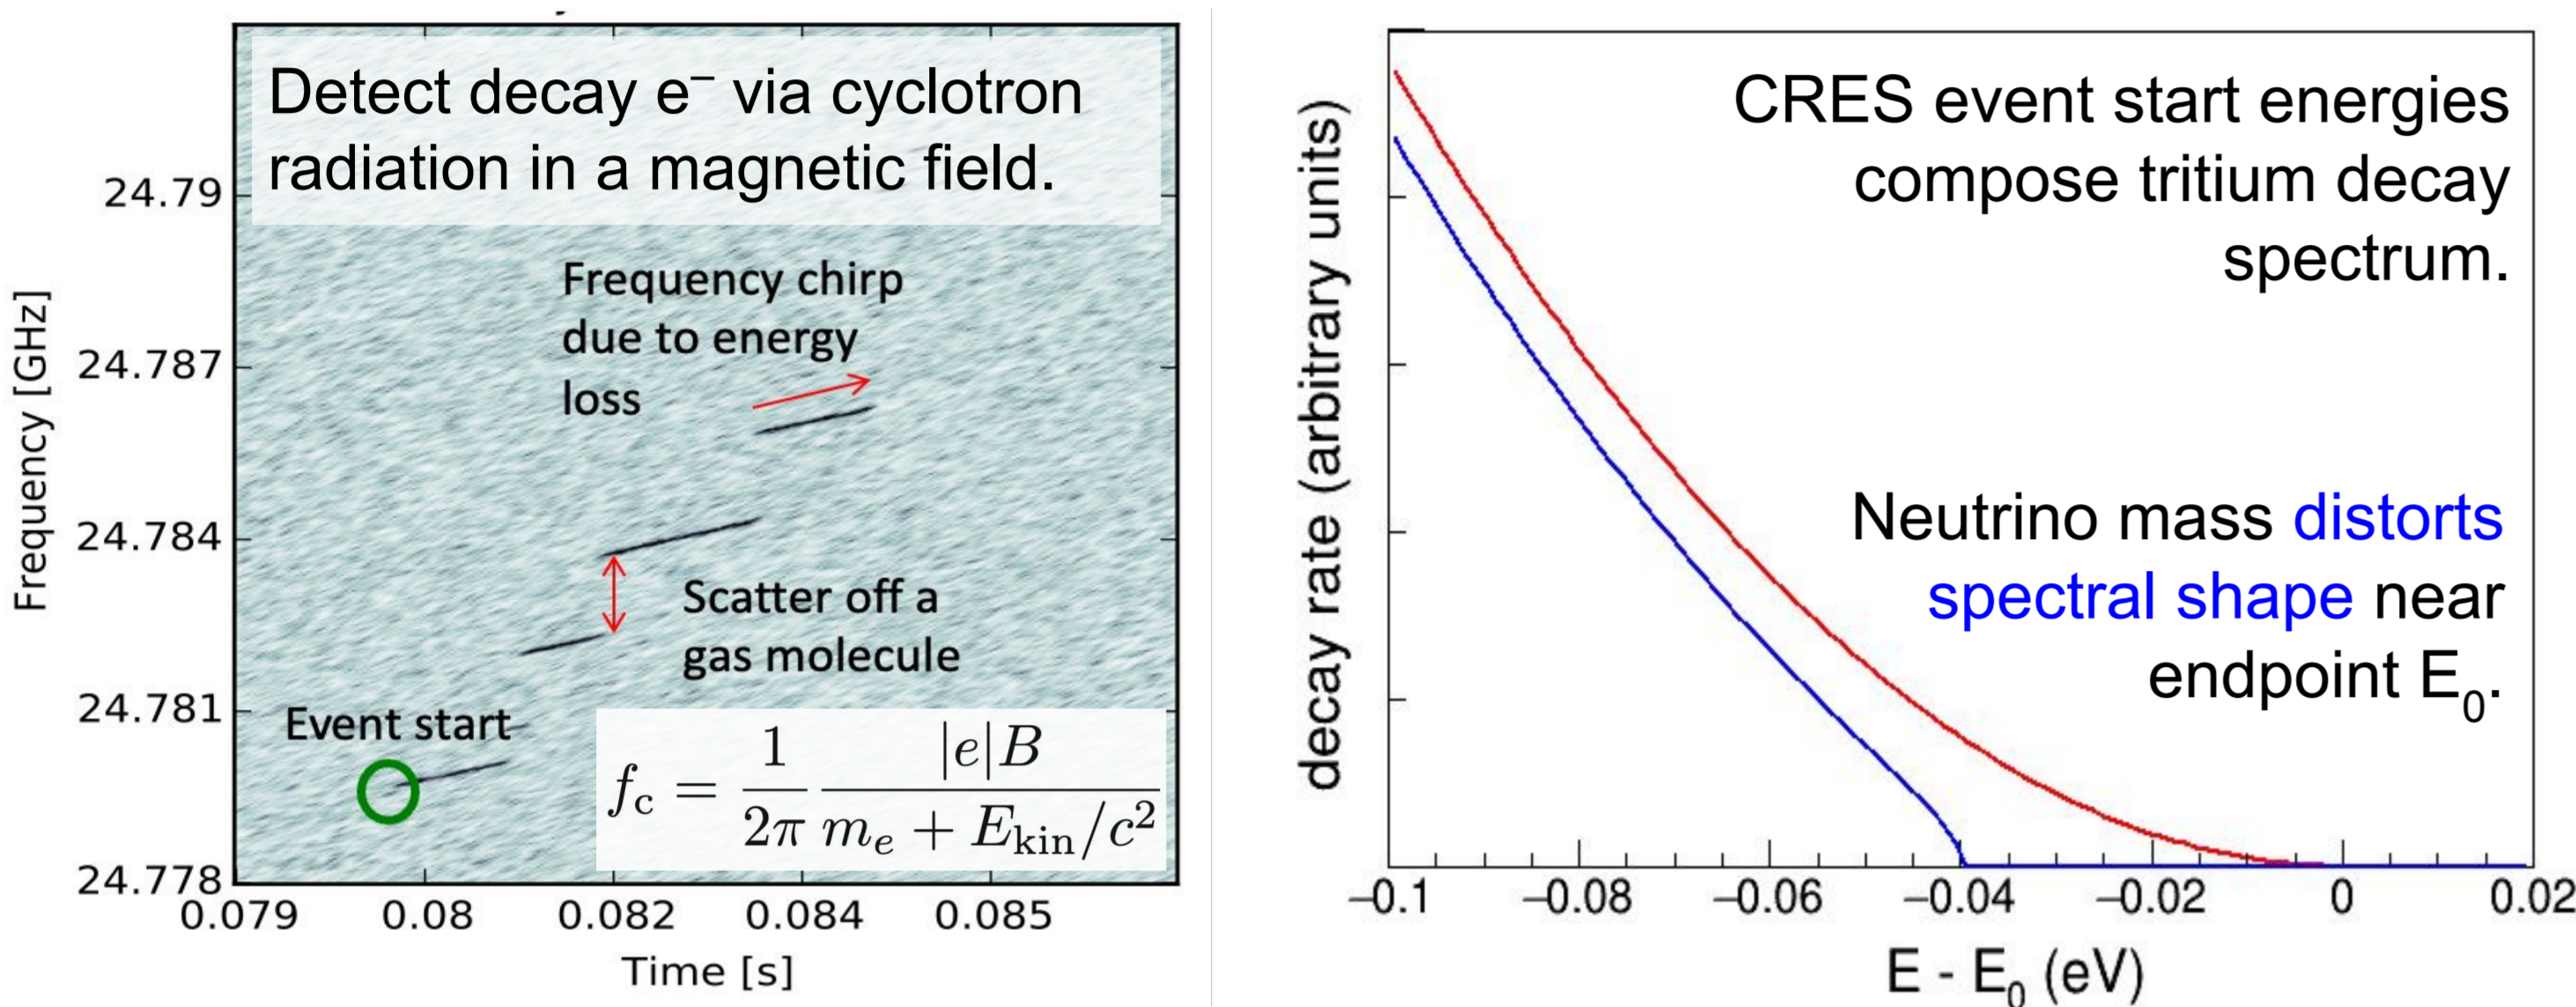 Detect decay e⁻ via cyclotron
radiation in a magnetic field.
24.79
24.787
24.784
24.781
24.778
Frequency [GHz]
Frequency chirp
due to energy
loss
Scatter off a
gas molecule
Event start
f_c = 1/2π |e|B/(m_e + E_kin/c²)
0.079 0.08 0.082 0.084 0.085
Time [s]
decay rate (arbitrary units)
CRES event start energies
compose tritium decay
spectrum.
Neutrino mass distorts
spectral shape near
endpoint E₀.
−0.1 −0.08 −0.06 −0.04 −0.02 0 0.02
E - E₀ (eV)